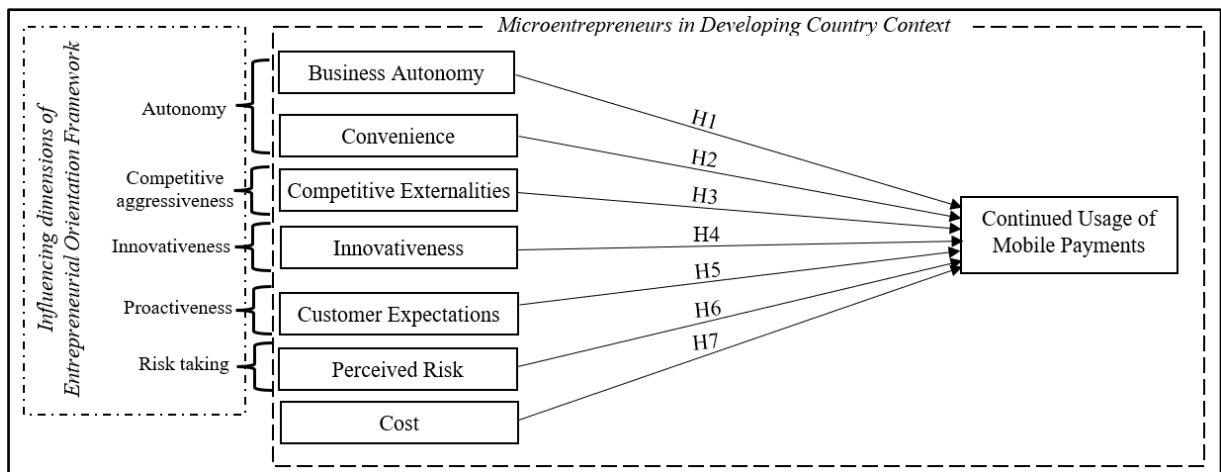 Microentrepreneurs in Developing Country Context
Influencing dimensions of
Entrepreneurial Orientation Framework
Autonomy
Business Autonomy
Convenience
Competitive
aggressiveness
Competitive Externalities
Innovativeness
Innovativeness
Proactiveness
Customer Expectations
Risk taking
Perceived Risk
Cost
H1
H2
H3
H4
H5
H6
H7
Continued Usage of
Mobile Payments